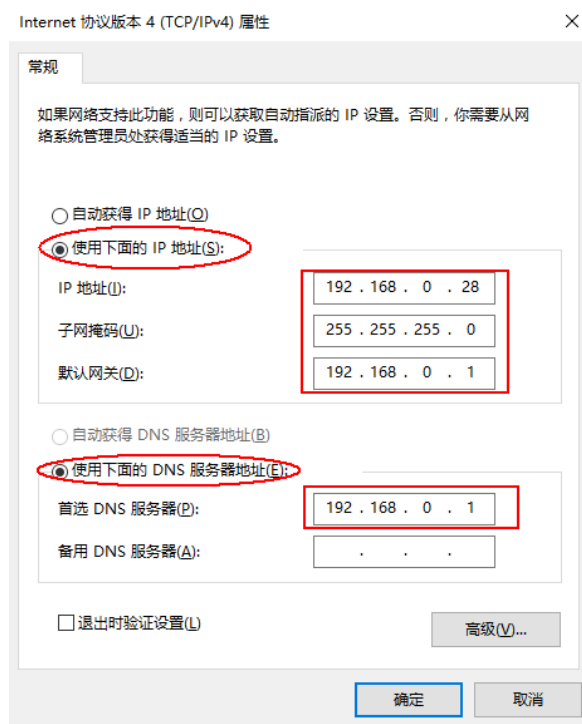 Internet 协议版本 4 (TCP/IPv4) 属性
常规
如果网络支持此功能，则可以获取自动指派的 IP 设置。否则，你需要从网
络系统管理员处获得适当的 IP 设置。
自动获得 IP 地址(O)
使用下面的 IP 地址(S):
IP 地址(I): 192 . 168 . 0 . 28
子网掩码(U): 255 . 255 . 255 . 0
默认网关(D): 192 . 168 . 0 . 1
自动获得 DNS 服务器地址(B)
使用下面的 DNS 服务器地址(E):
首选 DNS 服务器(P): 192 . 168 . 0 . 1
备用 DNS 服务器(A): . . .
退出时验证设置(L)
高级(V)...
确定 取消